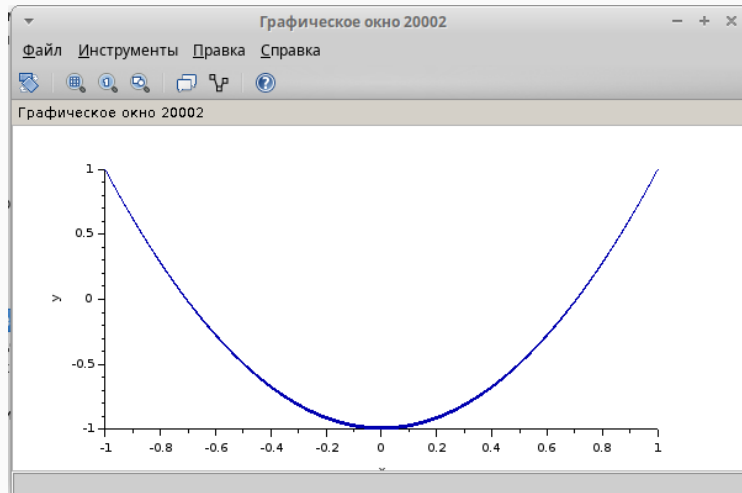 Графическое окно 20002
Файл Инструменты Правка Справка
Графическое окно 20002
1
0.5
y
0
-0.5
-1
-1 -0.8 -0.6 -0.4 -0.2 0 0.2 0.4 0.6 0.8 1